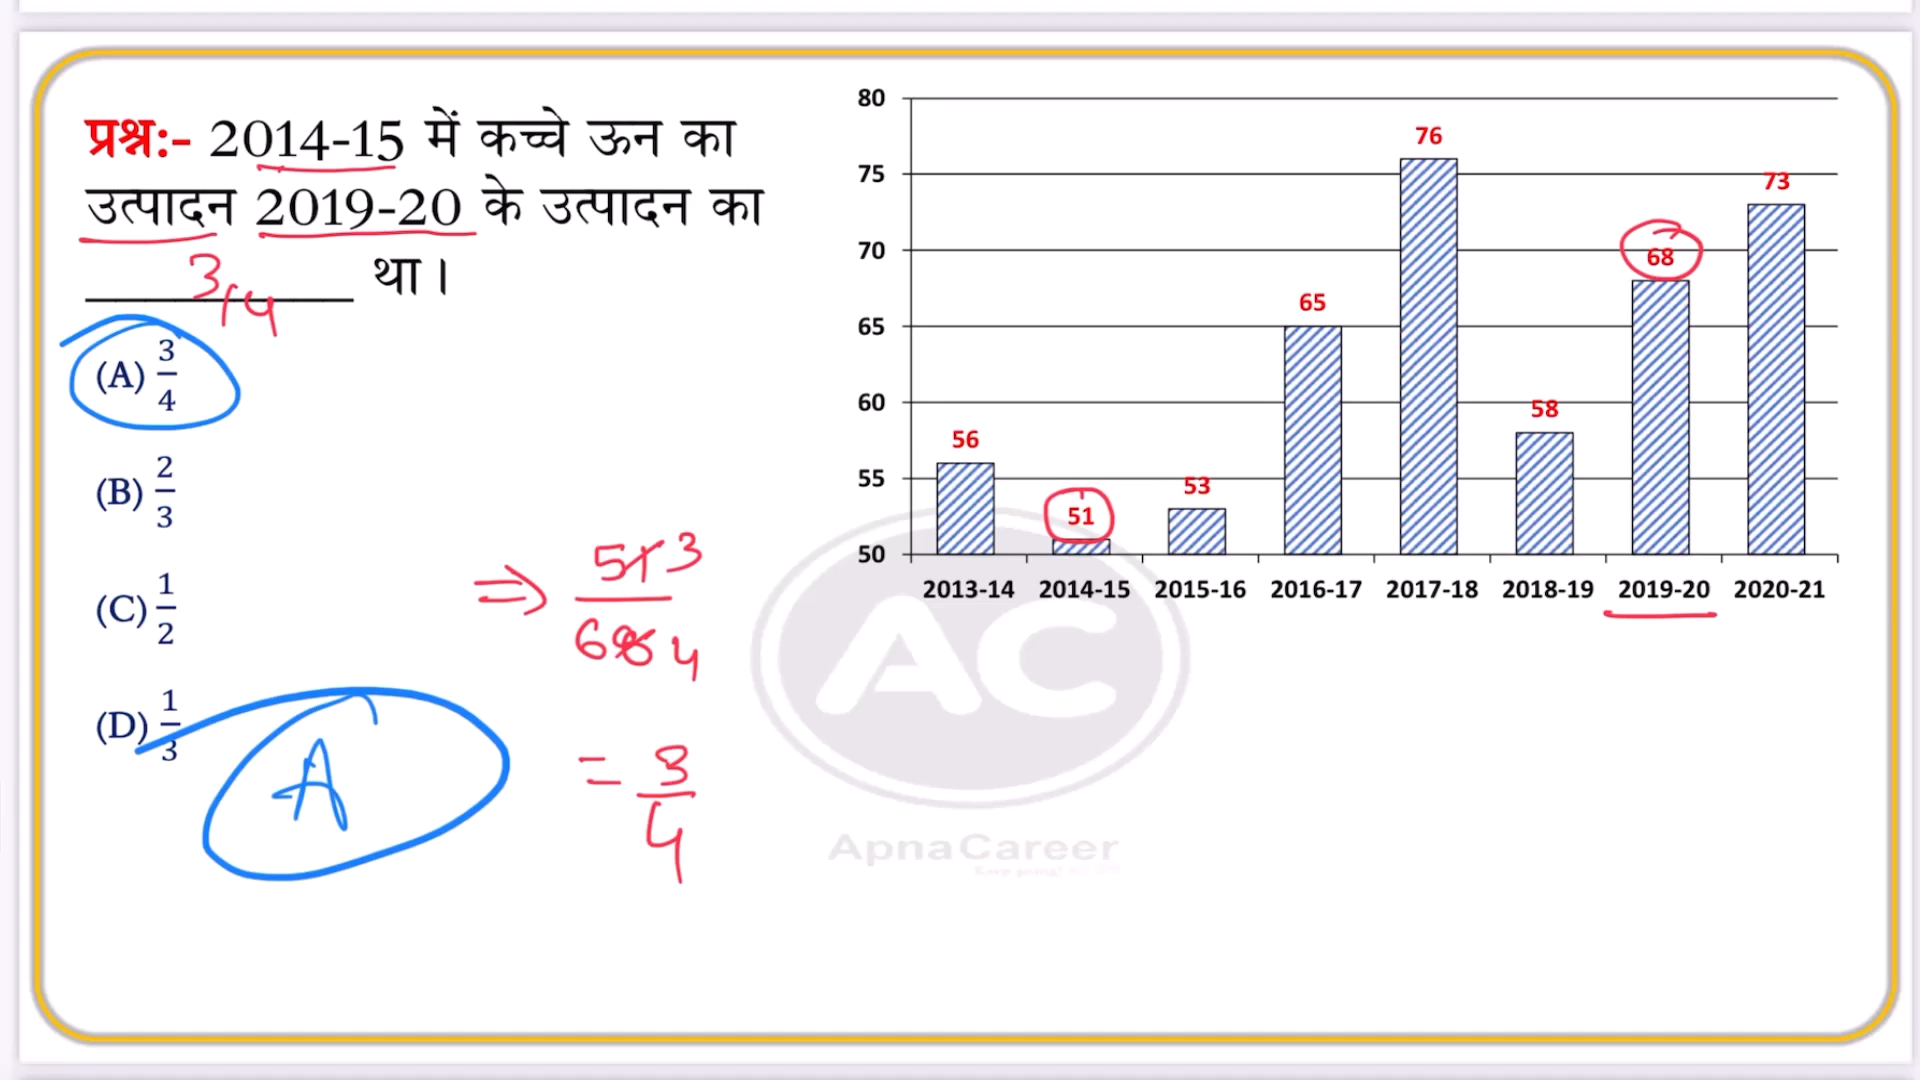 प्रश्न:- 2014-15 में कच्चे ऊन का
उत्पादन 2019-20 के उत्पादन का
3/4 था।
(A) 3/4
(B) 2/3
(C) 1/2
(D) 1/3
A
⇒ 51 3
68 4
= 3/4
80
75
70
65
60
55
50
56
51
53
65
76
58
68
73
2013-14 2014-15 2015-16 2016-17 2017-18 2018-19 2019-20 2020-21
AC
ApnaCareer